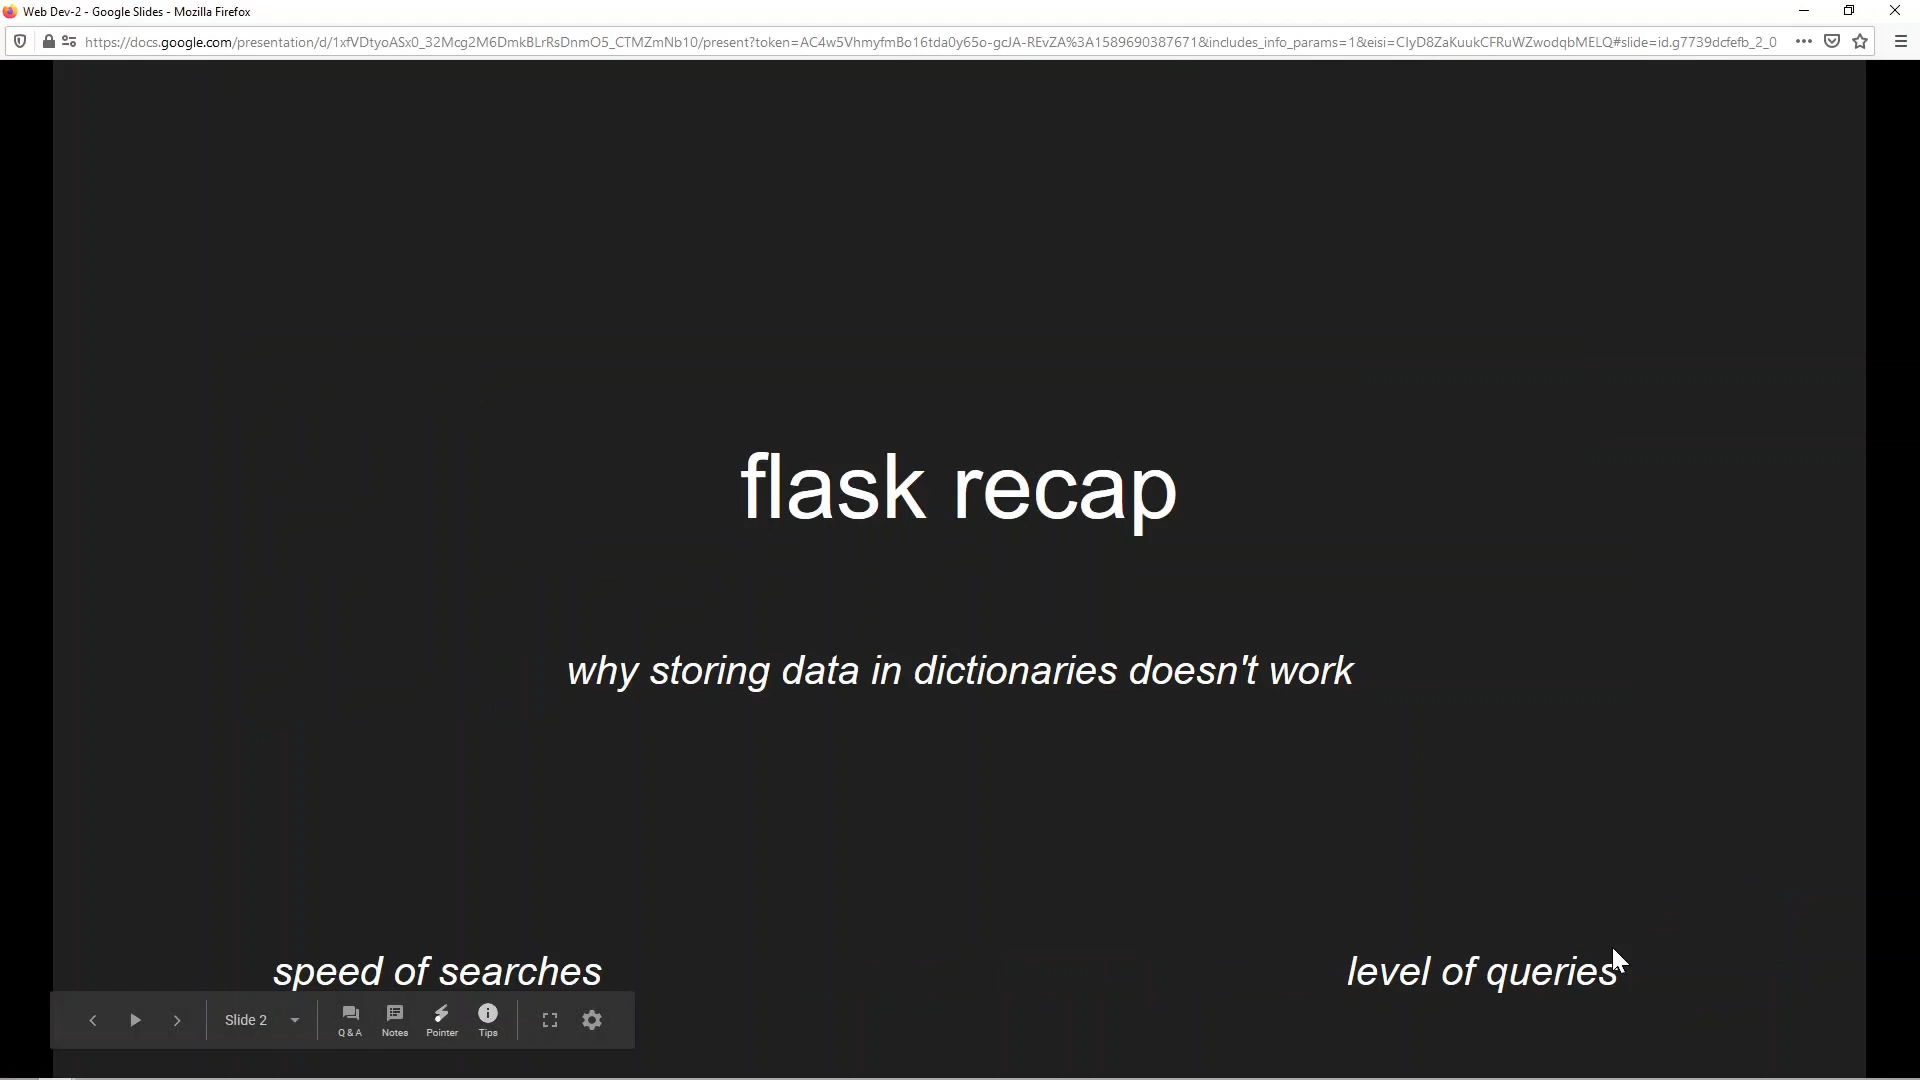 Web Dev-2 - Google Slides - Mozilla Firefox
https://docs.google.com/presentation/d/1xfVDtyoASx0_32Mcg2M6DmkBLrRsDnmO5_CTMZmNb10/present?token=AC4w5VhmyfmBo16tda0y65o-gcJA-REvZA%3A1589690387671&includes_info_params=1&eisi=CIyD8ZaKuukCFRuWZwodqbMELQ#slide=id.g7739dcfefb_2_0
flask recap
why storing data in dictionaries doesn't work
speed of searches
level of queries
Slide 2
Q & A
Notes
Pointer
Tips